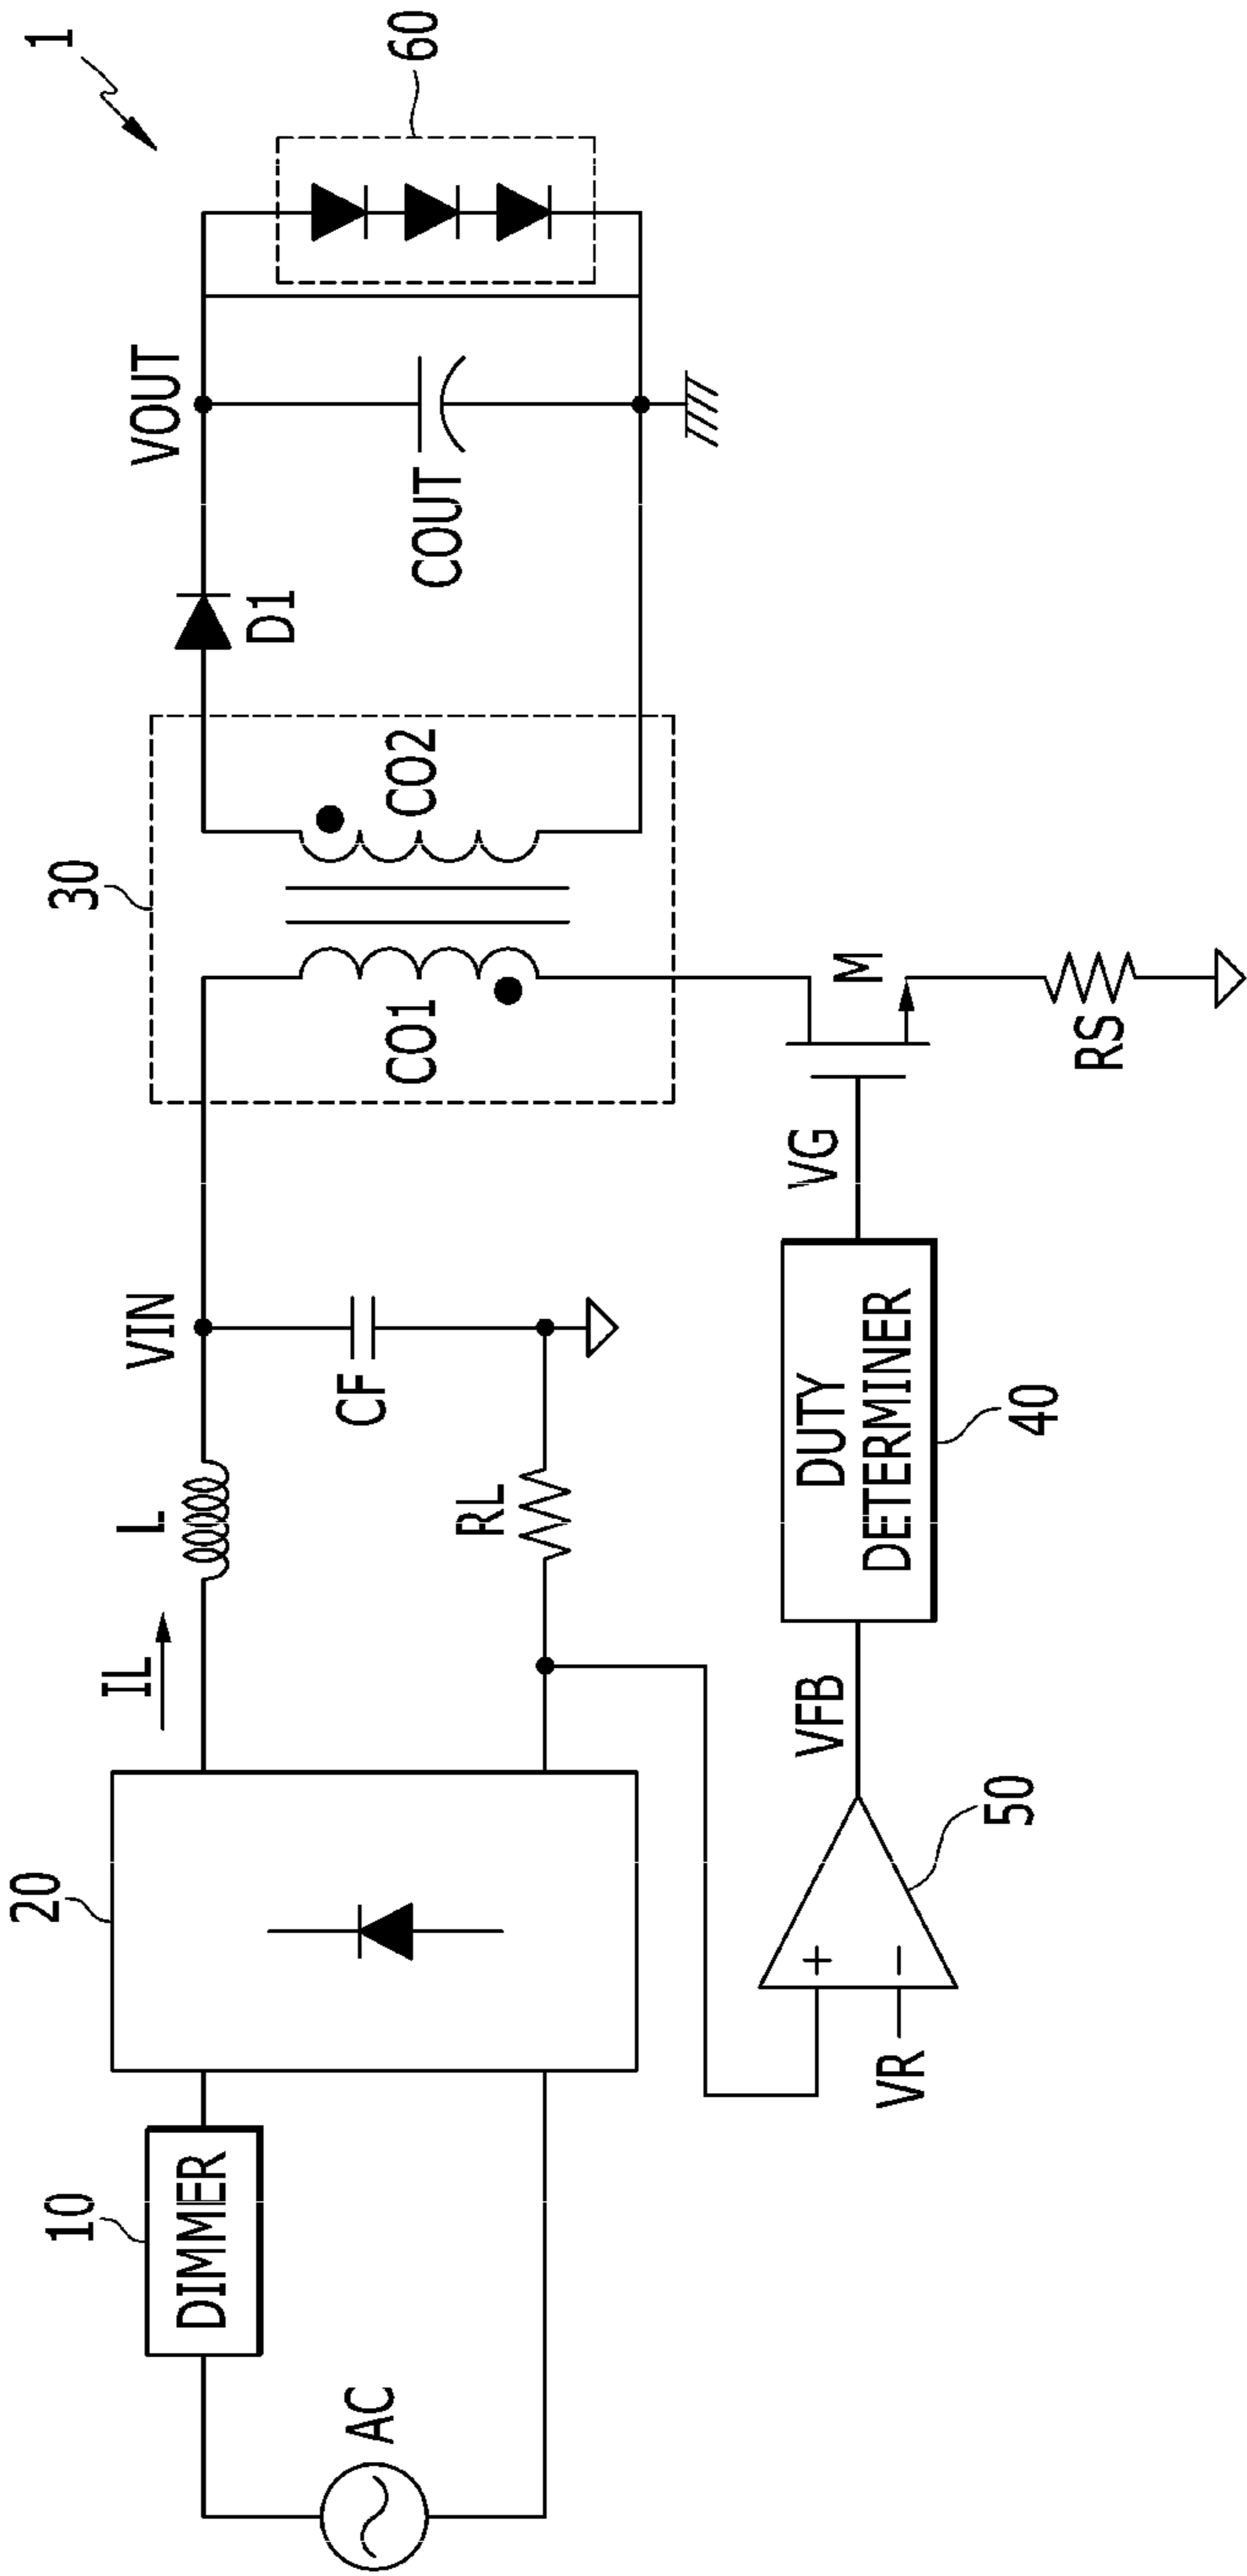 1
10
DIMMER
AC
20
IL
L
VIN
CF
RL
30
CO1
CO2
D1
VOUT
COUT
60
VR
+
−
50
VFB
DUTY
DETERMINER
40
VG
M
RS